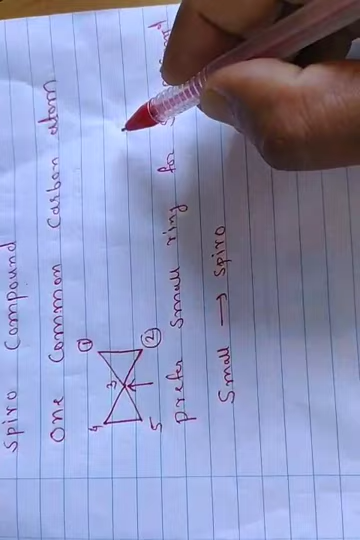 Spiro Compound
One Common Carbon atom
① ②
3
4 5
prefer small ring for
Small → Spiro